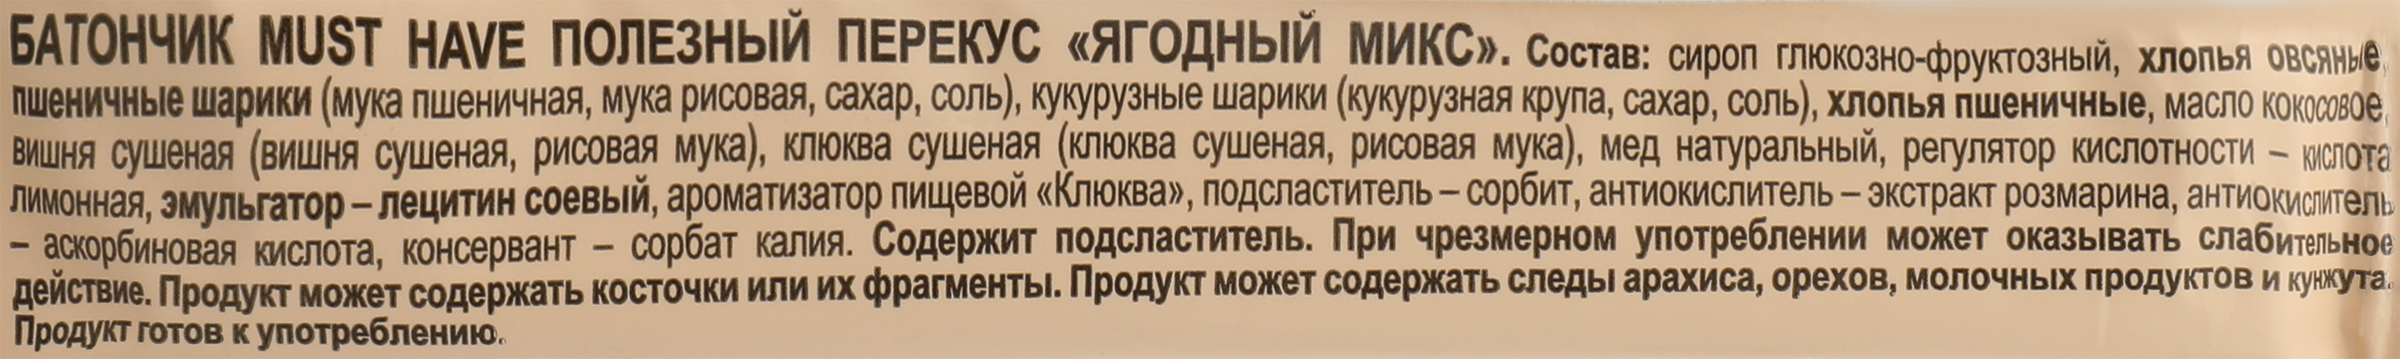 БАТОНЧИК MUST HAVE ПОЛЕЗНЫЙ ПЕРЕКУС «ЯГОДНЫЙ МИКС». Состав: сироп глюкозно-фруктозный, хлопья овсяные,
пшеничные шарики (мука пшеничная, мука рисовая, сахар, соль), кукурузные шарики (кукурузная крупа, сахар, соль), хлопья пшеничные, масло кокосовое,
вишня сушеная (вишня сушеная, рисовая мука), клюква сушеная (клюква сушеная, рисовая мука), мед натуральный, регулятор кислотности – кислота
лимонная, эмульгатор – лецитин соевый, ароматизатор пищевой «Клюква», подсластитель – сорбит, антиокислитель – экстракт розмарина, антиокислитель
– аскорбиновая кислота, консервант – сорбат калия. Содержит подсластитель. При чрезмерном употреблении может оказывать слабительное
действие. Продукт может содержать косточки или их фрагменты. Продукт может содержать следы арахиса, орехов, молочных продуктов и кунжута.
Продукт готов к употреблению.